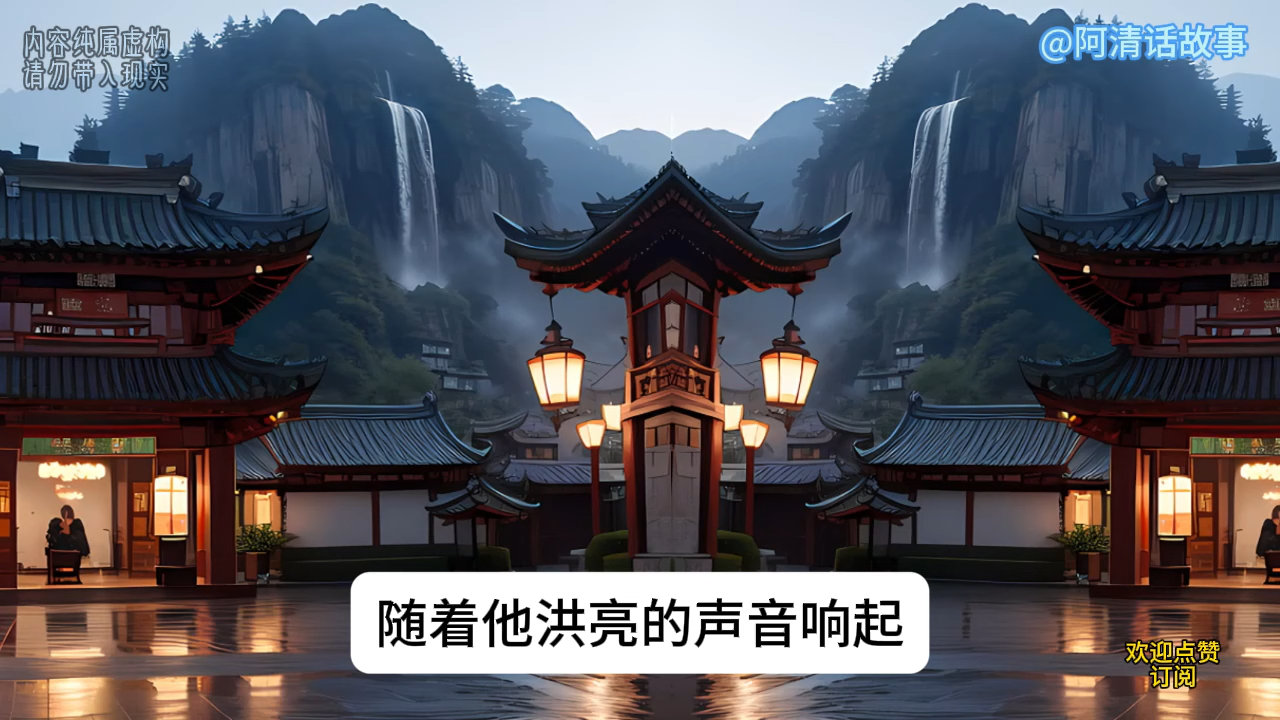 内容纯属虚构
请勿带入现实
@阿清话故事
随着他洪亮的声音响起
欢迎点赞
订阅